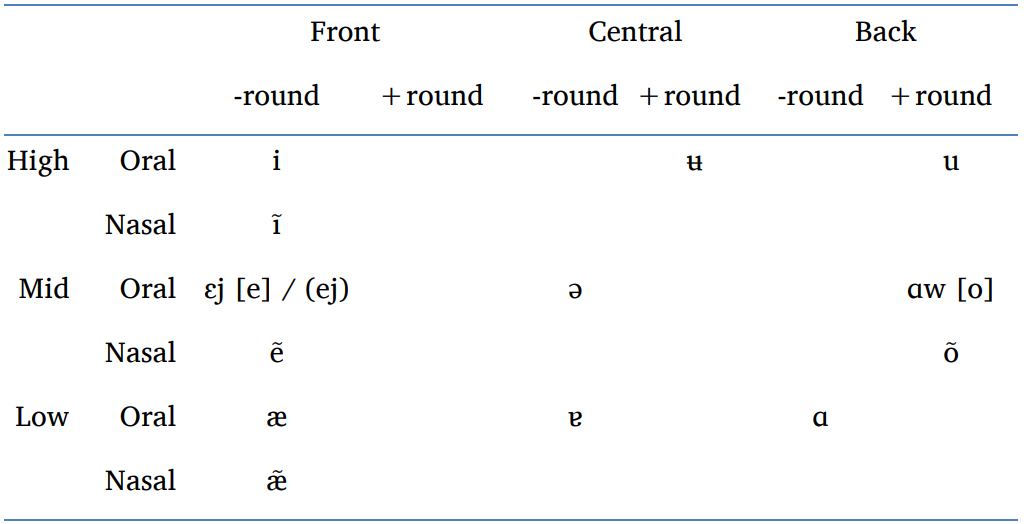 Front Central Back
-round +round -round +round -round +round
High Oral i ʉ u
Nasal ĩ
Mid Oral ɛj [e] / (ej) ə ɑw [o]
Nasal ẽ õ
Low Oral æ ɐ ɑ
Nasal æ̃